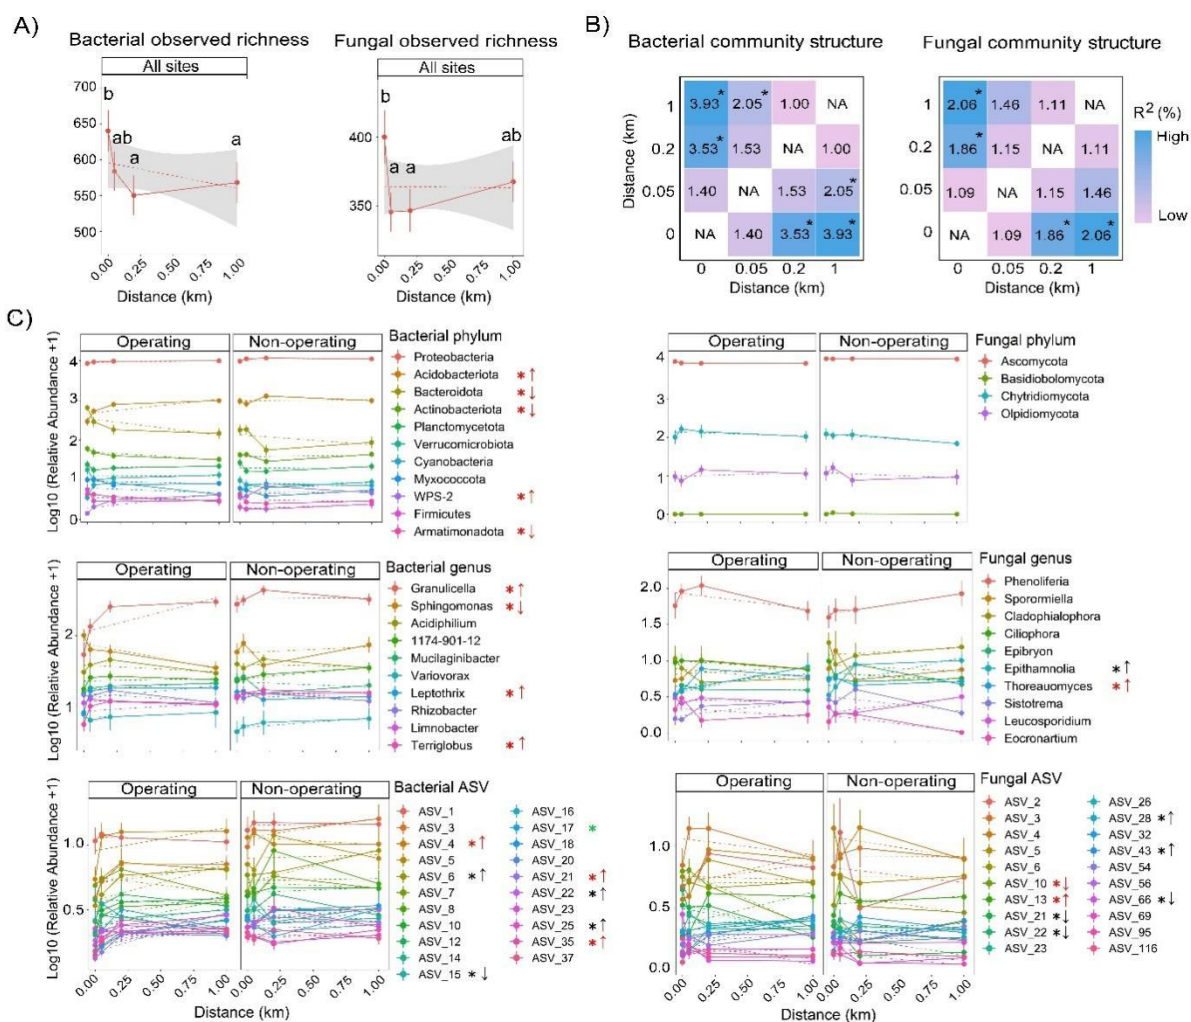 A)
Bacterial observed richness
Fungal observed richness
All sites
All sites
700
650
600
550
500
b
ab
a
a
400
350
b
a
a
ab
0.00
0.25
0.50
0.75
1.00
Distance (km)
0.00
0.25
0.50
0.75
1.00
Distance (km)
B)
Bacterial community structure
Fungal community structure
Distance (km)
1 3.93* 2.05* 1.00 NA
0.2 3.53* 1.53 NA 1.00
0.05 1.40 NA 1.53 2.05*
0 NA 1.40 3.53* 3.93*
0 0.05 0.2 1
Distance (km)
Distance (km)
1 2.06* 1.46 1.11 NA
0.2 1.86* 1.15 NA 1.11
0.05 1.09 NA 1.15 1.46
0 NA 1.09 1.86* 2.06*
0 0.05 0.2 1
Distance (km)
R² (%)
High
Low
C)
Log10 (Relative Abundance +1)
Operating
Non-operating
4
3
2
1
0
Bacterial phylum
Proteobacteria
Acidobacteriota *↑
Bacteroidota *↓
Actinobacteriota *↓
Planctomycetota
Verrucomicrobiota
Cyanobacteria
Myxococcota
WPS-2 *↑
Firmicutes
Armatimonadota *↓
Operating
Non-operating
4
2
0
Fungal phylum
Ascomycota
Basidiobolomycota
Chytridiomycota
Olpidiomycota
Log10 (Relative Abundance +1)
Operating
Non-operating
2
1
Bacterial genus
Granulicella *↑
Sphingomonas *↓
Acidiphilium
1174-901-12
Mucilaginibacter
Variovorax
Leptothrix *↑
Rhizobacter
Limnobacter
Terriglobus *↑
Operating
Non-operating
2.0
1.5
1.0
0.5
0.0
Fungal genus
Phenoliferia
Sporormiella
Cladophialophora
Ciliophora
Epibryon
Epithamnolia *↑
Thoreauomyces *↑
Sistotrema
Leucosporidium
Eocronartium
Log10 (Relative Abundance +1)
Operating
Non-operating
1.0
0.5
0.00
0.25
0.50
0.75
1.00
0.00
0.25
0.50
0.75
1.00
Distance (km)
Bacterial ASV
ASV_1
ASV_3
ASV_4 *↑
ASV_5
ASV_6 *↑
ASV_7
ASV_8
ASV_10
ASV_12
ASV_14
ASV_15 *↓
ASV_16
ASV_17 *
ASV_18
ASV_20
ASV_21 *↑
ASV_22 *↑
ASV_23
ASV_25 *↑
ASV_35 *↑
ASV_37
Operating
Non-operating
1.0
0.5
0.0
0.00
0.25
0.50
0.75
1.00
0.00
0.25
0.50
0.75
1.00
Distance (km)
Fungal ASV
ASV_2
ASV_3
ASV_4
ASV_5
ASV_6
ASV_10 *↓
ASV_13 *↑
ASV_21 *↓
ASV_22 *↓
ASV_23
ASV_26
ASV_28 *↑
ASV_32
ASV_43 *↑
ASV_54
ASV_56
ASV_66 *↓
ASV_69
ASV_95
ASV_116